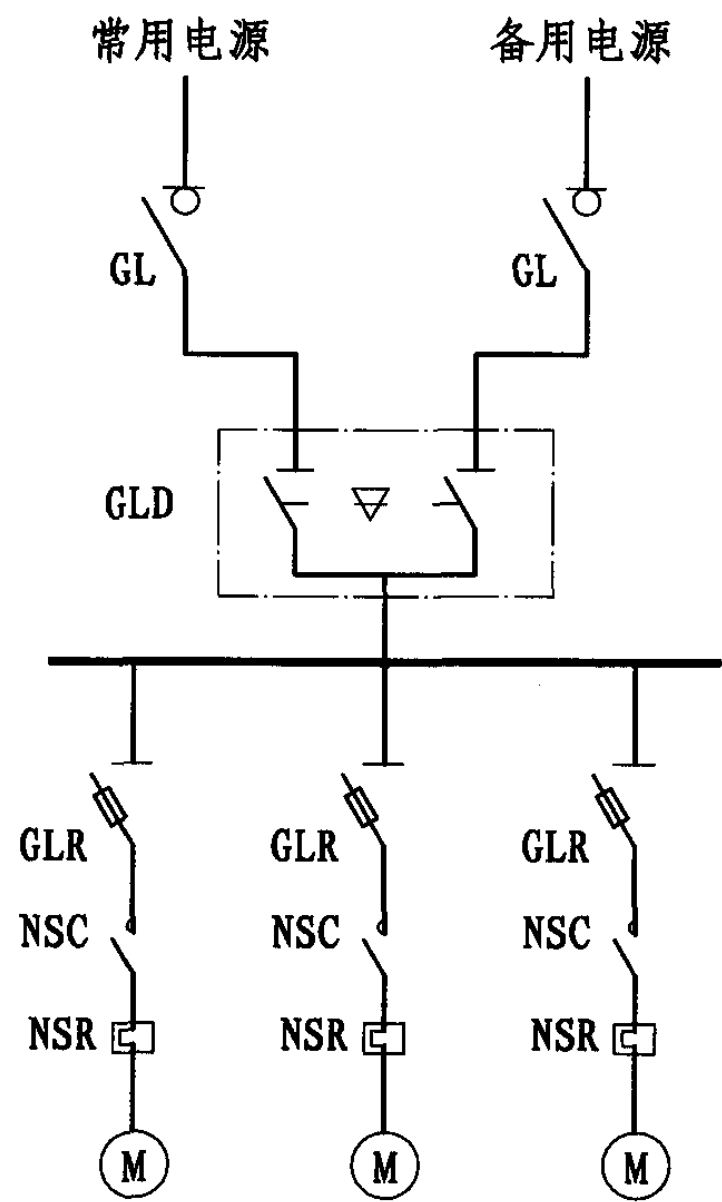 常用电源 备用电源
GL GL
GLD
GLR GLR GLR
NSC NSC NSC
NSR NSR NSR
M M M